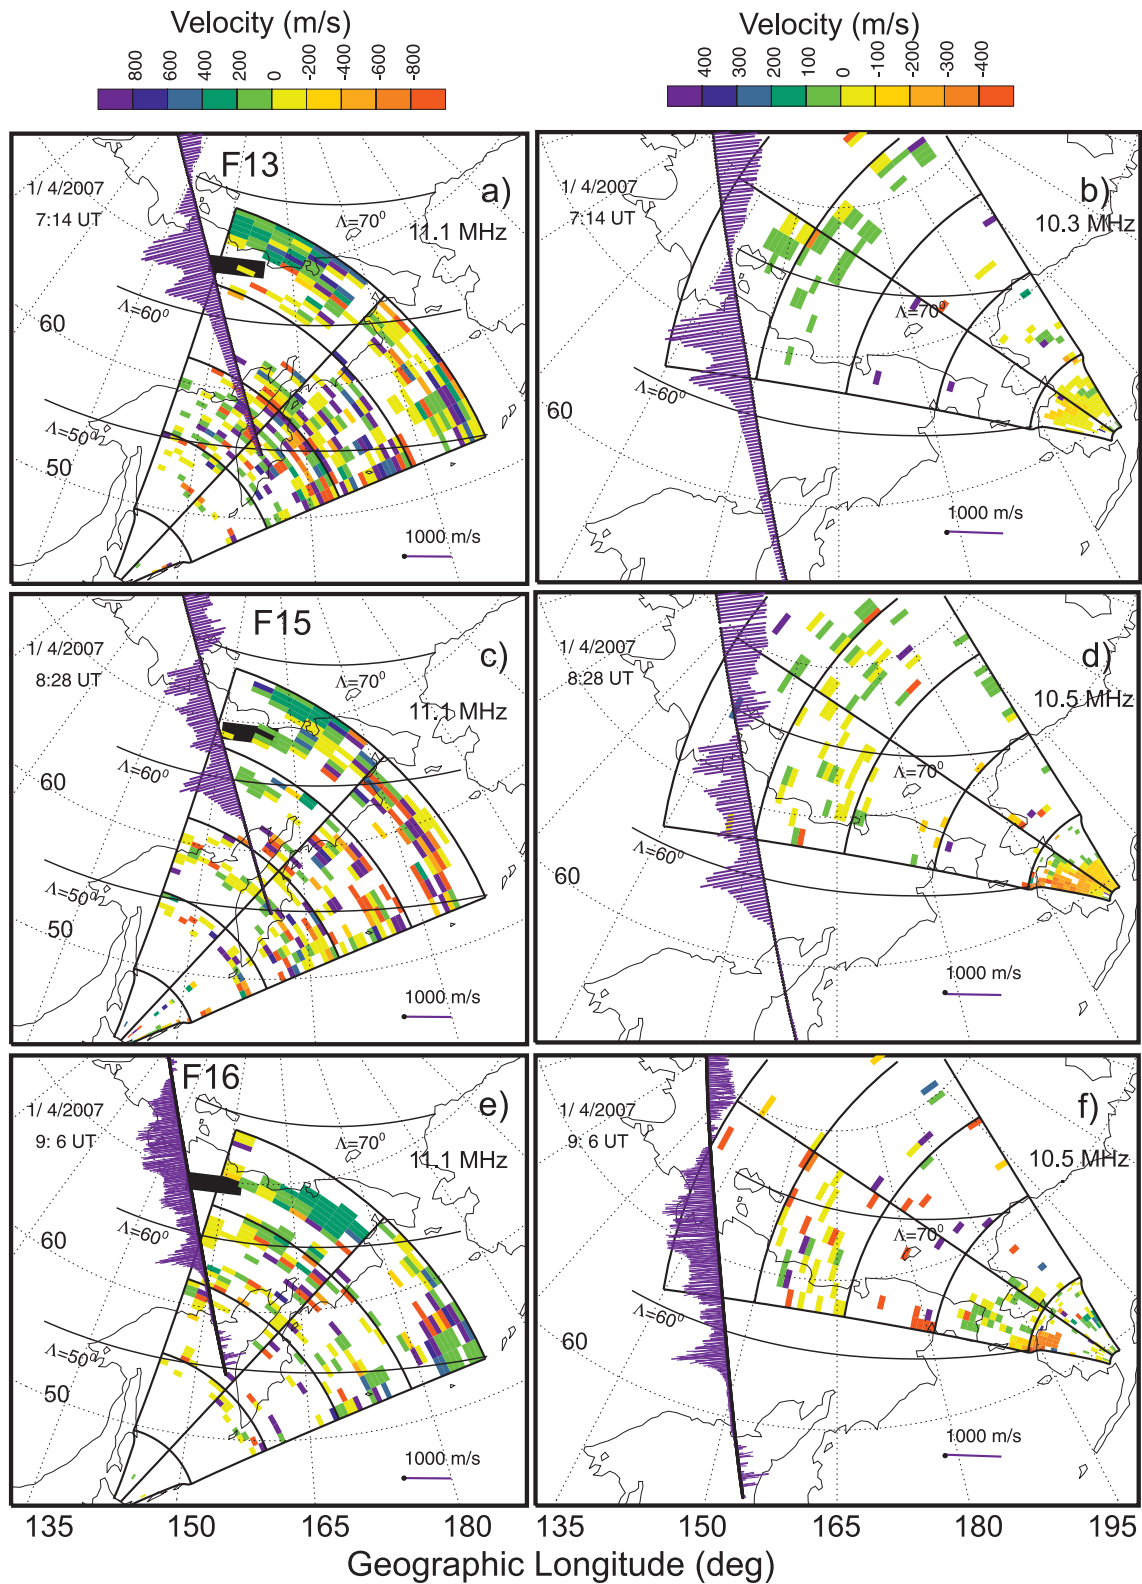 Velocity (m/s)
800 600 400 200 0 -200 -400 -600 -800
Velocity (m/s)
400 300 200 100 0 -100 -200 -300 -400
F13
a)
1/ 4/2007
7:14 UT
Λ=70⁰
11.1 MHz
60
Λ=60⁰
Λ=50⁰
50
1000 m/s
b)
1/ 4/2007
7:14 UT
10.3 MHz
Λ=70⁰
Λ=60⁰
60
1000 m/s
F15
c)
1/ 4/2007
8:28 UT
Λ=70⁰
11.1 MHz
60
Λ=60⁰
Λ=50⁰
50
1000 m/s
d)
1/ 4/2007
8:28 UT
10.5 MHz
Λ=70⁰
Λ=60⁰
60
1000 m/s
F16
e)
1/ 4/2007
9: 6 UT
Λ=70⁰
11.1 MHz
60
Λ=60⁰
Λ=50⁰
50
1000 m/s
f)
1/ 4/2007
9: 6 UT
10.5 MHz
Λ=70⁰
Λ=60⁰
60
1000 m/s
135 150 165 180 135 150 165 180 195
Geographic Longitude (deg)